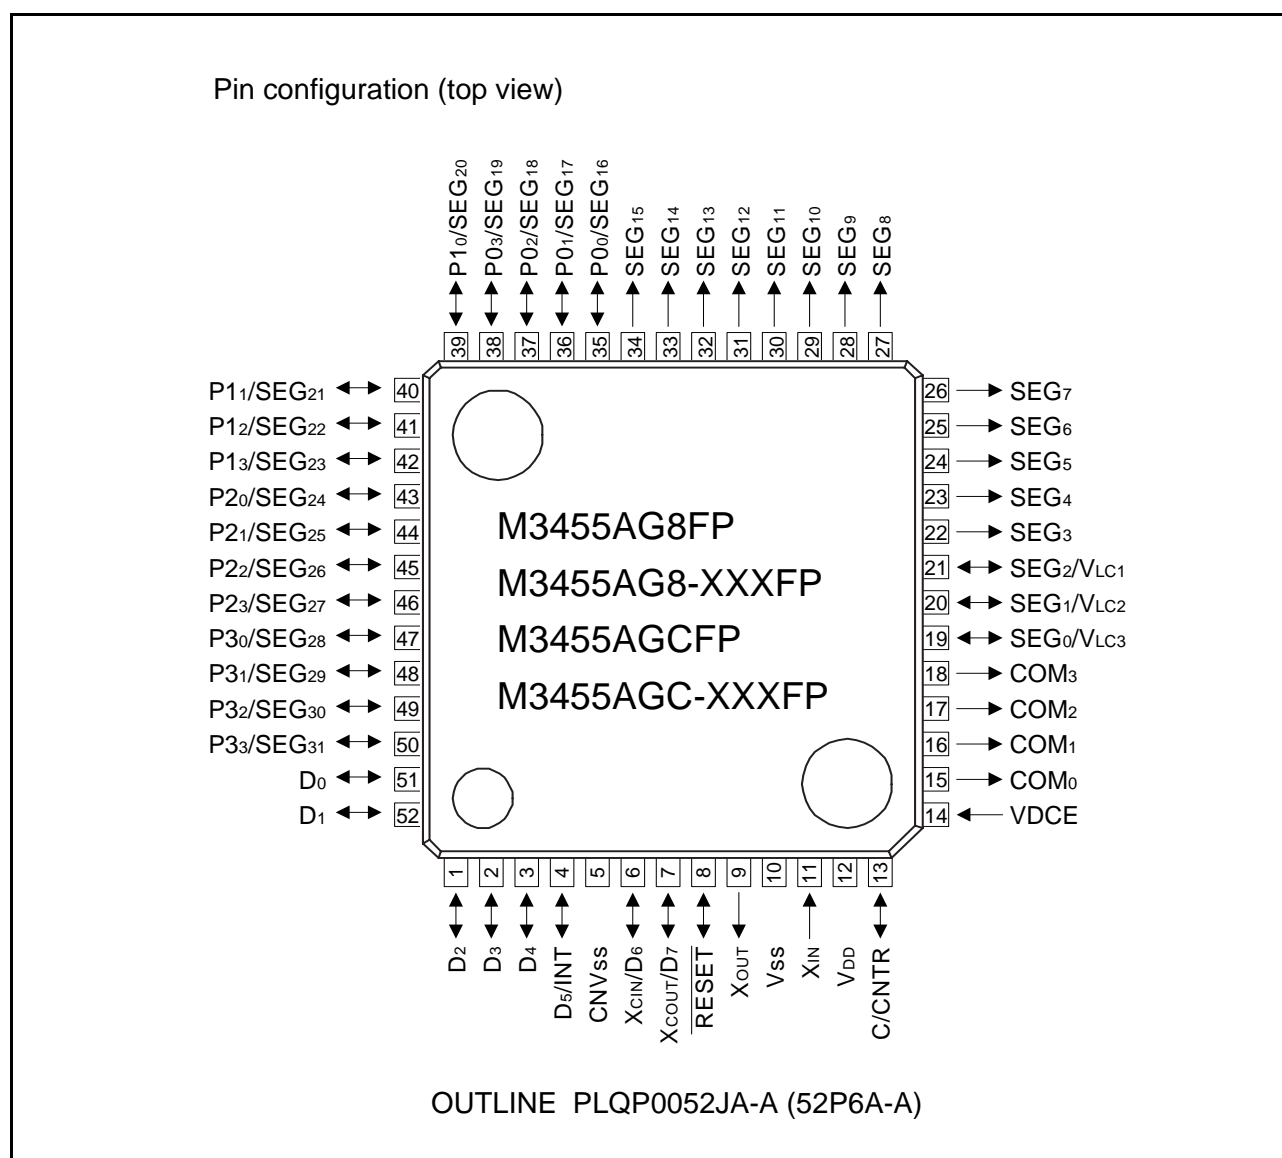 Pin configuration (top view)
P10/SEG20
P03/SEG19
P02/SEG18
P01/SEG17
P00/SEG16
SEG15
SEG14
SEG13
SEG12
SEG11
SEG10
SEG9
SEG8
39
38
37
36
35
34
33
32
31
30
29
28
27
P11/SEG21 40
P12/SEG22 41
P13/SEG23 42
P20/SEG24 43
P21/SEG25 44
P22/SEG26 45
P23/SEG27 46
P30/SEG28 47
P31/SEG29 48
P32/SEG30 49
P33/SEG31 50
D0 51
D1 52
M3455AG8FP
M3455AG8-XXXFP
M3455AGCFP
M3455AGC-XXXFP
26 SEG7
25 SEG6
24 SEG5
23 SEG4
22 SEG3
21 SEG2/VLC1
20 SEG1/VLC2
19 SEG0/VLC3
18 COM3
17 COM2
16 COM1
15 COM0
14 VDCE
1
2
3
4
5
6
7
8
9
10
11
12
13
D2
D3
D4
D5/INT
CNVss
XCIN/D6
XCOUT/D7
RESET
XOUT
Vss
XIN
VDD
C/CNTR
OUTLINE PLQP0052JA-A (52P6A-A)